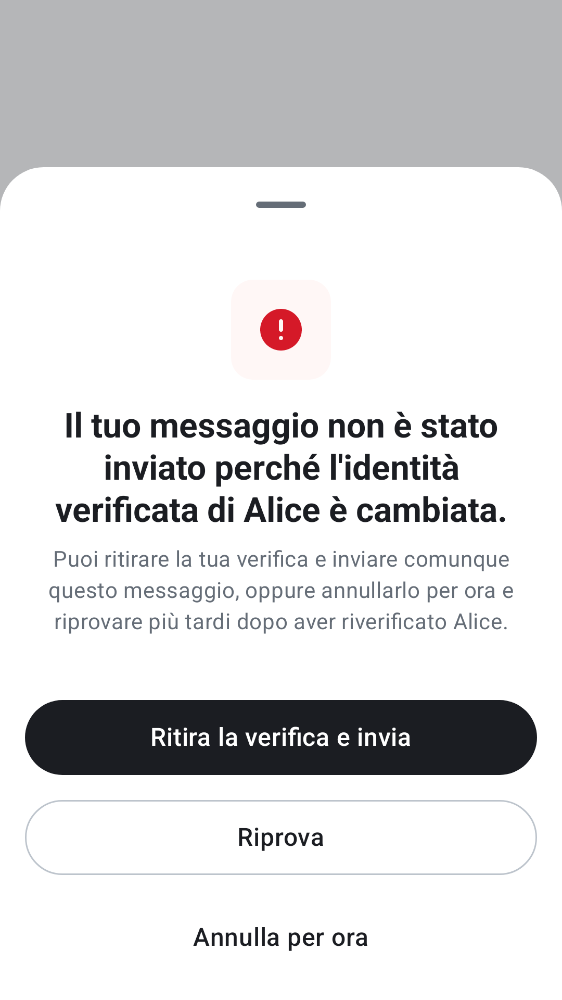 Il tuo messaggio non è stato
inviato perché l'identità
verificata di Alice è cambiata.
Puoi ritirare la tua verifica e inviare comunque
questo messaggio, oppure annullarlo per ora e
riprovare più tardi dopo aver riverificato Alice.
Ritira la verifica e invia
Riprova
Annulla per ora